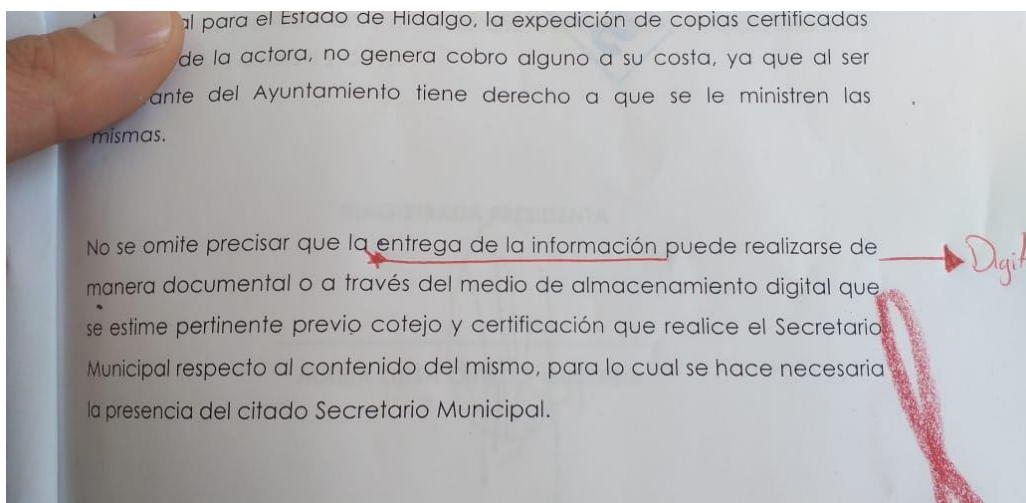 al para el Estado de Hidalgo, la expedición de copias certificadas
de la actora, no genera cobro alguno a su costa, ya que al ser
del Ayuntamiento tiene derecho a que se le ministren las
mismas.
No se omite precisar que la entrega de la información puede realizarse de
manera documental o a través del medio de almacenamiento digital que
se estime pertinente previo cotejo y certificación que realice el Secretario
Municipal respecto al contenido del mismo, para lo cual se hace necesaria
la presencia del citado Secretario Municipal.
Digit